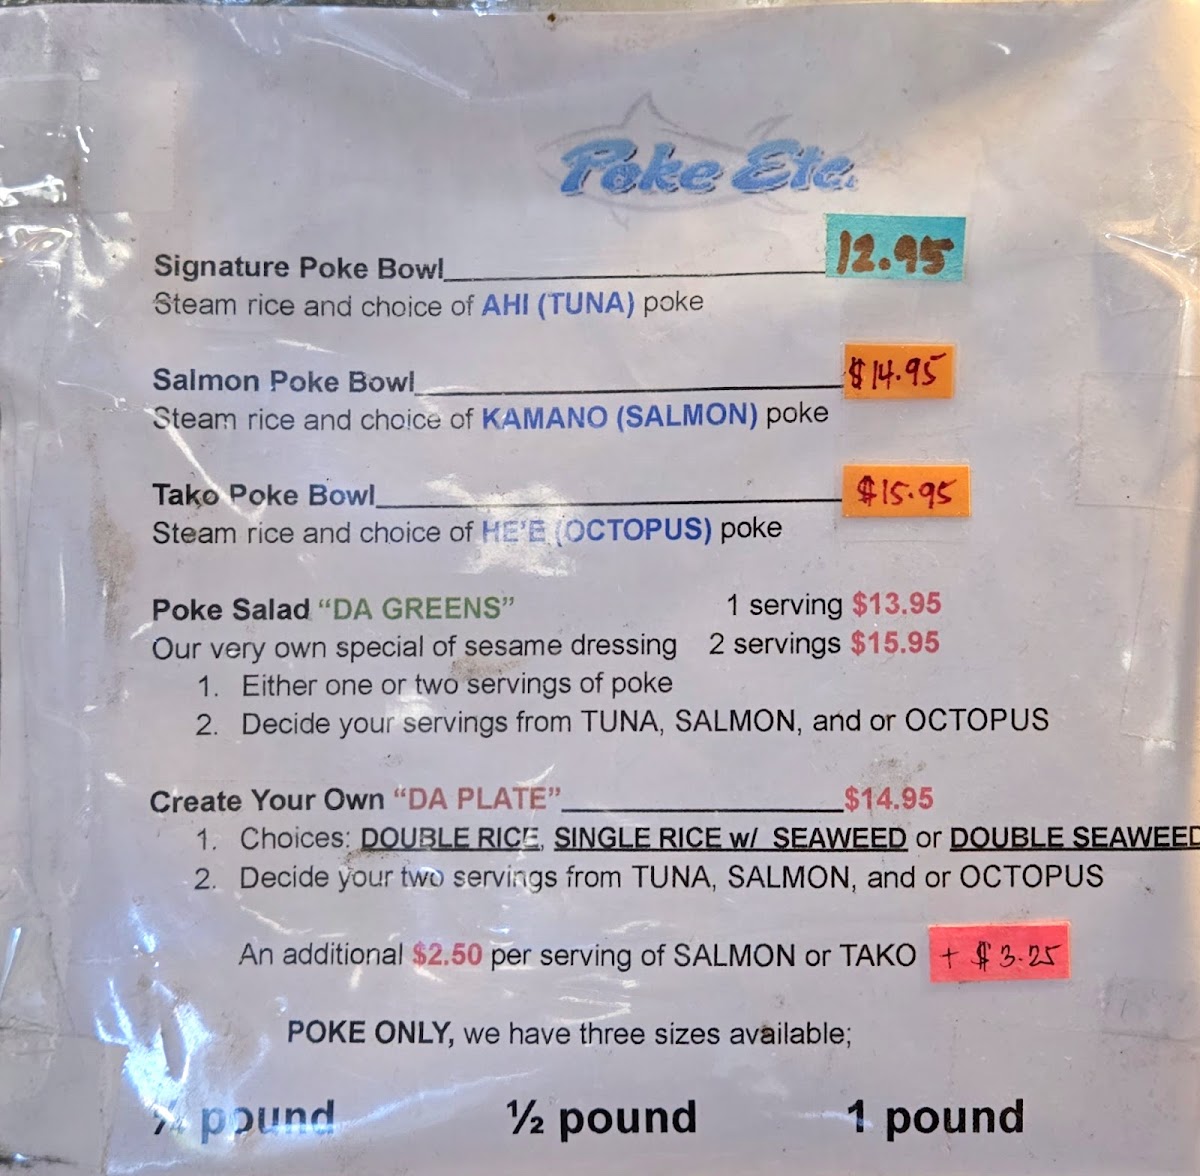 Poke Etc.
Signature Poke Bowl 12.95
Steam rice and choice of AHI (TUNA) poke
Salmon Poke Bowl $14.95
Steam rice and choice of KAMANO (SALMON) poke
Tako Poke Bowl $15.95
Steam rice and choice of HE'E (OCTOPUS) poke
Poke Salad “DA GREENS” 1 serving $13.95
Our very own special of sesame dressing 2 servings $15.95
1. Either one or two servings of poke
2. Decide your servings from TUNA, SALMON, and or OCTOPUS
Create Your Own “DA PLATE” $14.95
1. Choices: DOUBLE RICE, SINGLE RICE w/ SEAWEED or DOUBLE SEAWEED
2. Decide your two servings from TUNA, SALMON, and or OCTOPUS
An additional $2.50 per serving of SALMON or TAKO + $3.25
POKE ONLY, we have three sizes available;
¼ pound ½ pound 1 pound